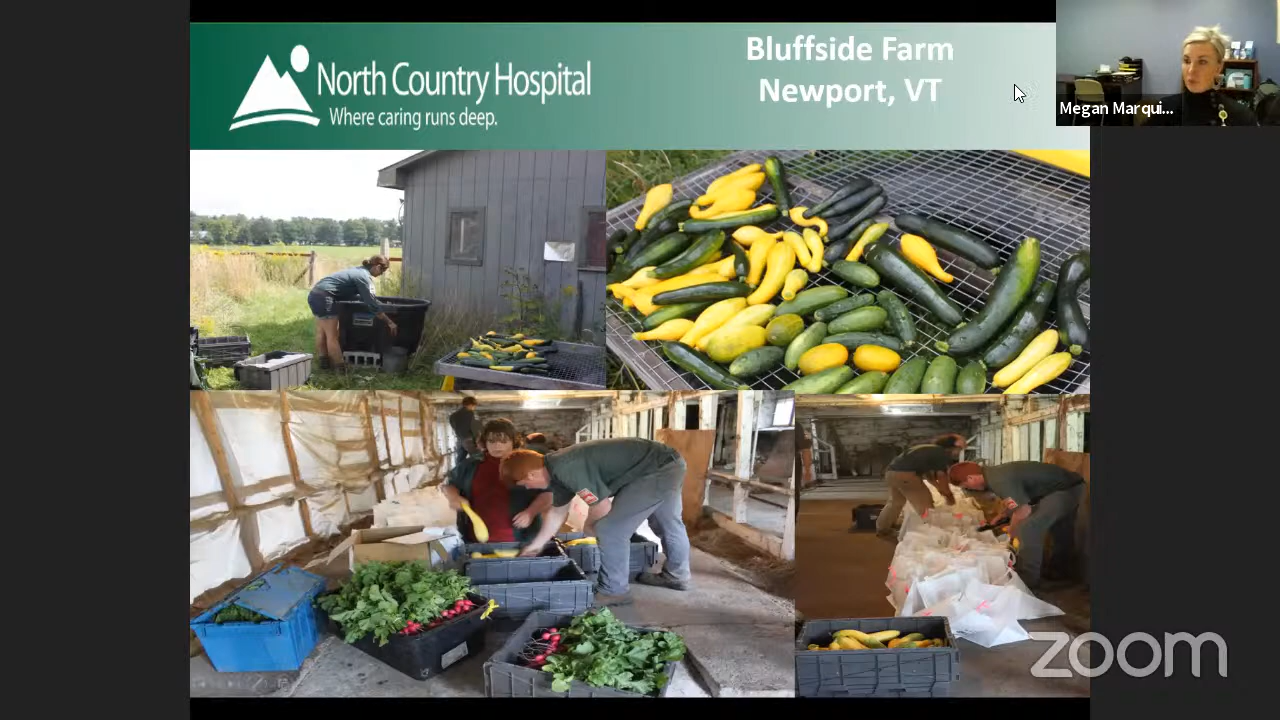 North Country Hospital
Where caring runs deep.
Bluffside Farm
Newport, VT
Megan Marqui...
zoom